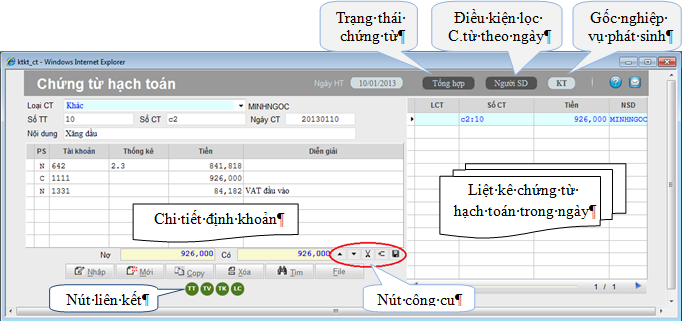 Trạng thái chứng từ¶
Điều kiện lọc C.từ theo ngày¶
Gốc nghiệp vụ phát sinh¶
ktkt_ct - Windows Internet Explorer
Chứng từ hạch toán
Ngày HT 10/01/2013 Tổng hợp Người SD KT
Loại CT Khác MINHNGOC
Số TT 10 Số CT c2 Ngày CT 20130110
Nội dung Xăng dầu
PS Tài khoản Thống kê Tiền Diễn giải
N 642 2.3 841,818
C 1111 926,000
N 1331 84,182 VAT đầu vào
LCT Số CT Tiền NSD
c2:10 926,000 MINHNGOC
Chi tiết định khoản¶
Liệt kê chứng từ hạch toán trong ngày¶
Nợ 926,000 Có 926,000
Nhập Mới Copy Xóa Tìm File
1 / 1
Nút liên kết¶
TT TV TK LC
Nút công cụ¶